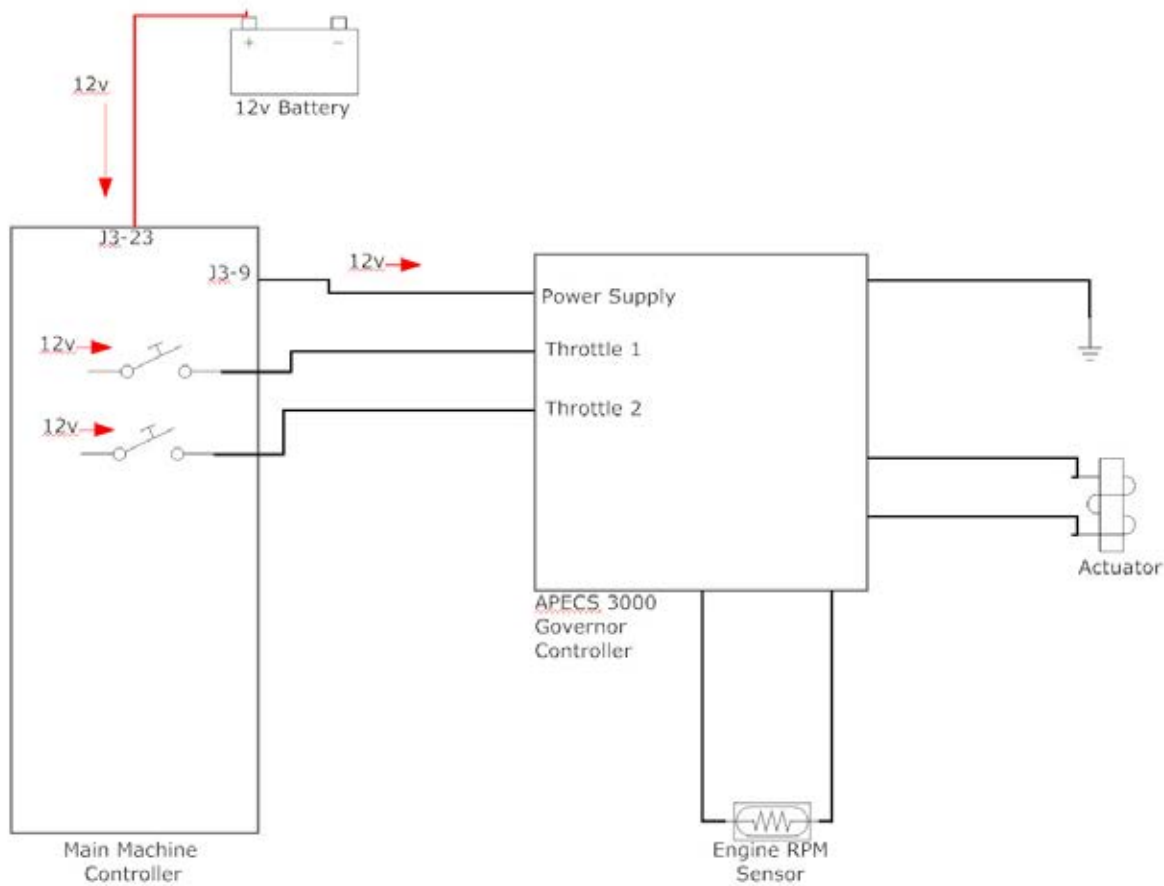 12v
+
-
12v Battery
J3-23
J3-9
12v
Power Supply
12v
Throttle 1
12v
Throttle 2
Actuator
APECS 3000
Governor
Controller
Main Machine
Controller
Engine RPM
Sensor